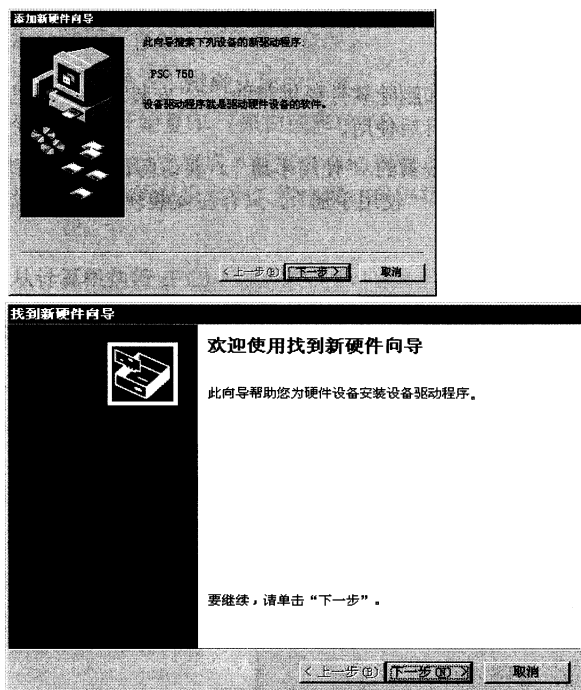 添加新硬件向导
此向导搜索下列设备的新驱动程序:
PSC 750
设备驱动程序就是驱动硬件设备的软件。
< 上一步(B)
下一步 >
取消
找到新硬件向导
欢迎使用找到新硬件向导
此向导帮助您为硬件设备安装设备驱动程序。
要继续，请单击“下一步”。
< 上一步(B)
下一步(N) >
取消